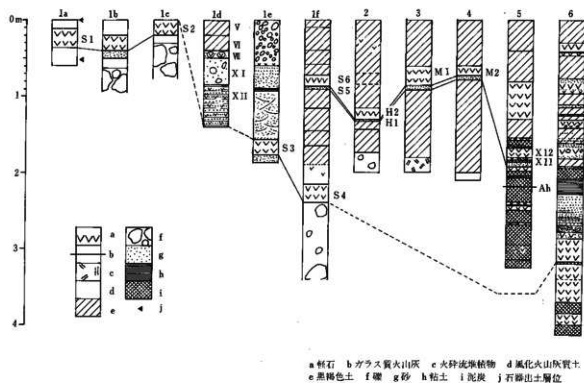 1a 1b 1c 1d 1e 1f 2 3 4 5 6
0m
1
2
3
4
S1
S2
V
VI
VII
XI
XII
S3
S6
S5
S4
H2
H1
M1
M2
X12
X11
Ah
a
b
c
d
e
f
g
h
i
j
a 軽石 b ガラス質火山灰 c 火砕流堆積物 d 風化火山灰質土
e 黒褐色土 f 礫 g 砂 h 粘土 i 泥炭 j 石器出土層位